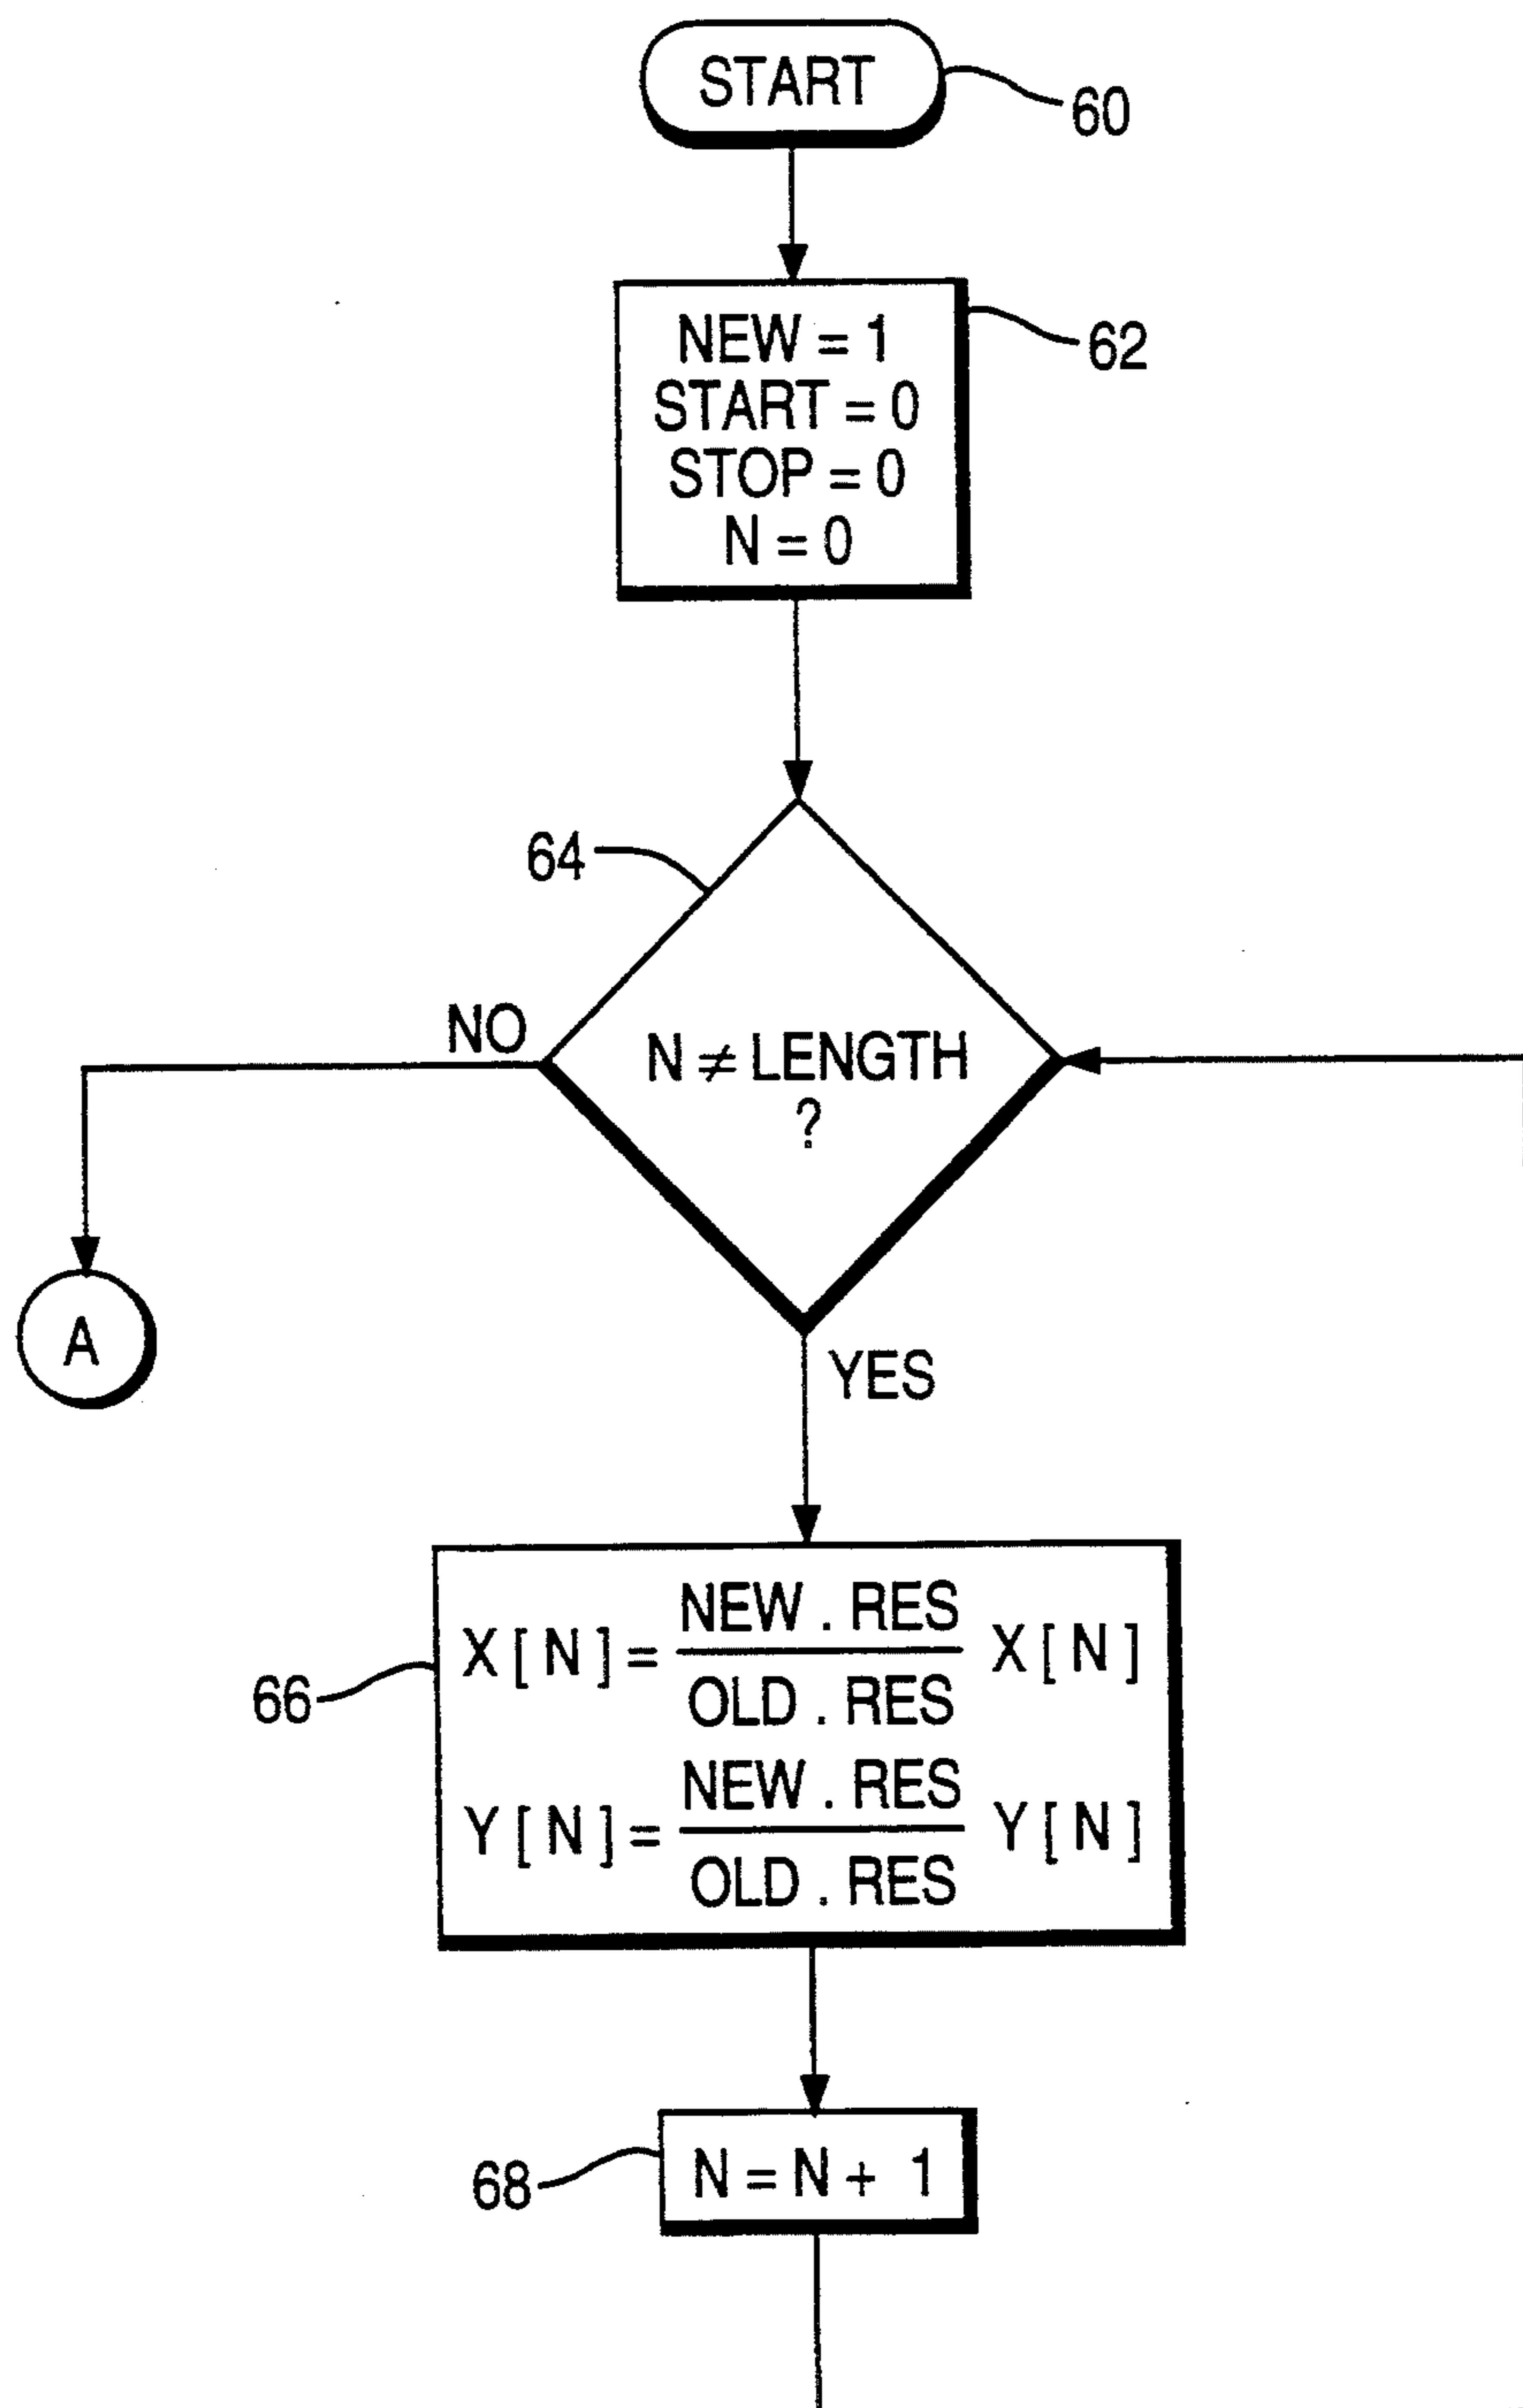 START
60
NEW = 1
START = 0
STOP = 0
N = 0
62
64
NO
N ≠ LENGTH
?
A
YES
X [ N ] = NEW . RES / OLD . RES X [ N ]
66
Y [ N ] = NEW . RES / OLD . RES Y [ N ]
68
N = N + 1